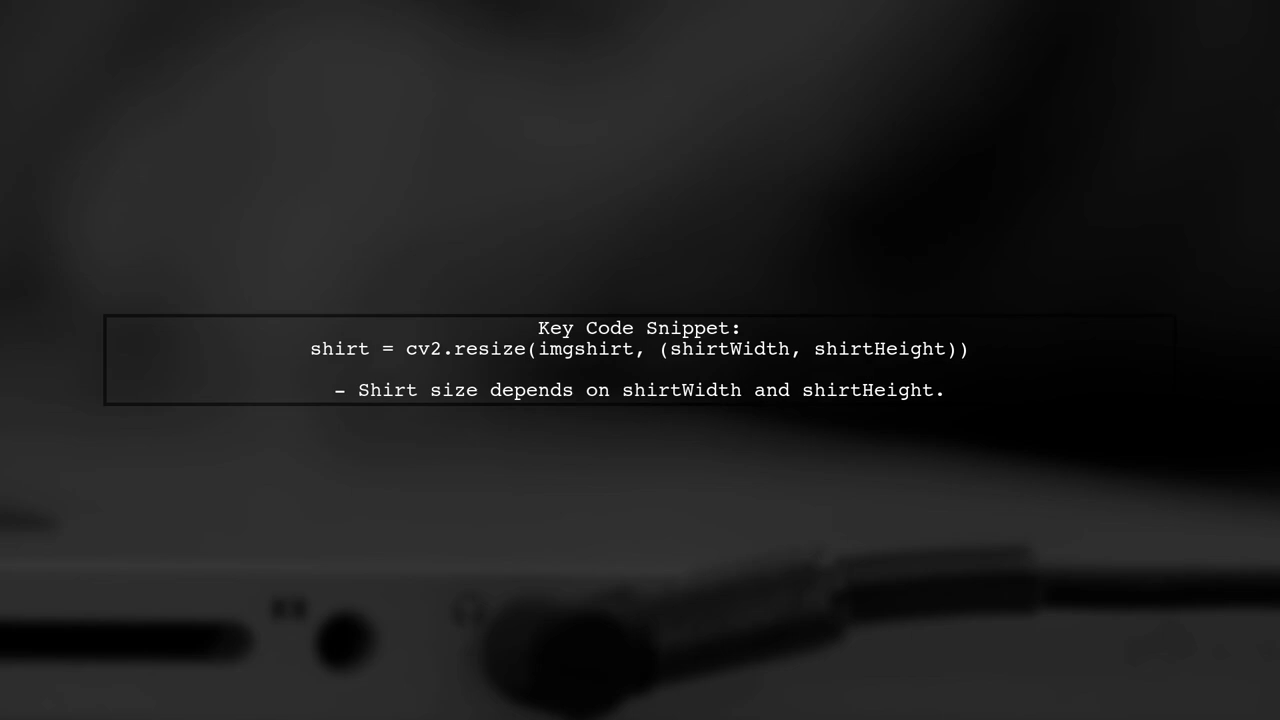 Key Code Snippet:
shirt = cv2.resize(imgshirt, (shirtWidth, shirtHeight))
- Shirt size depends on shirtWidth and shirtHeight.